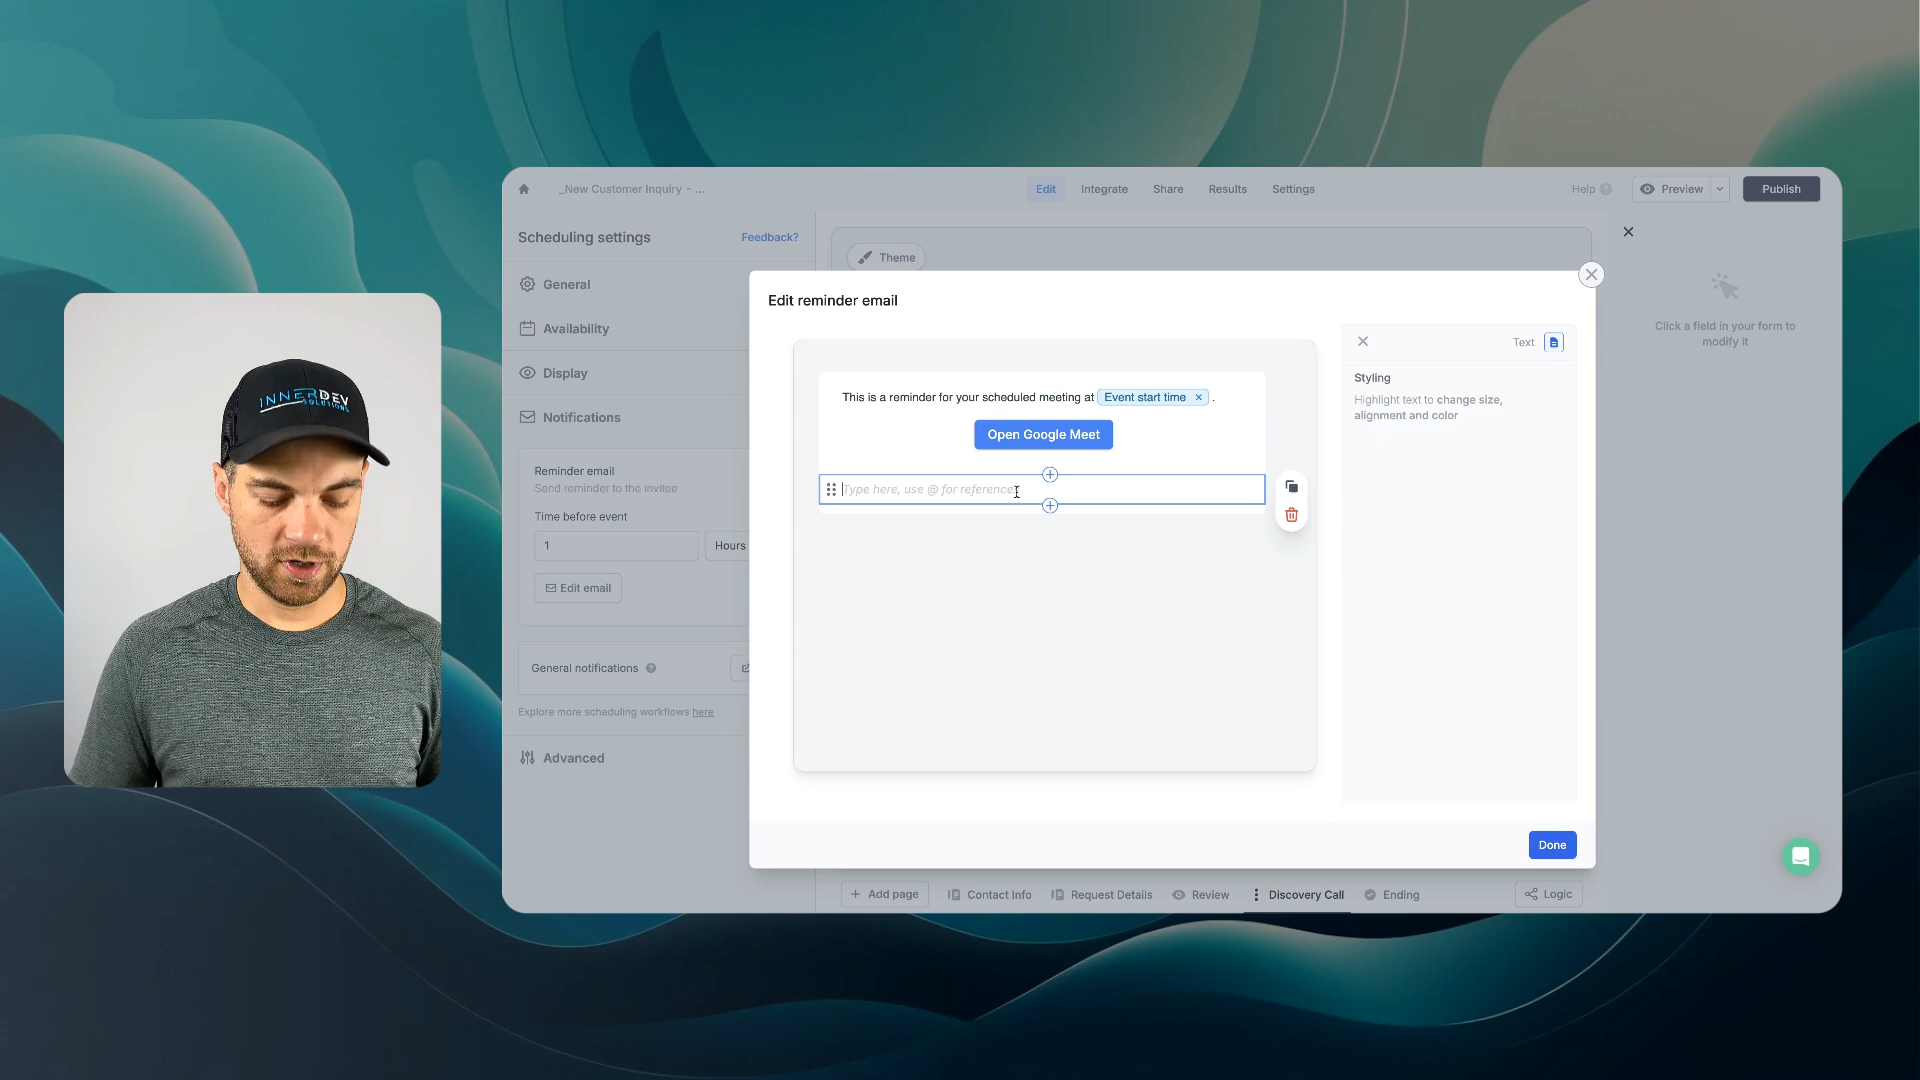 _New Customer Inquiry - ...
Edit
Integrate
Share
Results
Settings
Help
Preview
Publish
Scheduling settings
Feedback?
General
Availability
Display
Notifications
Reminder email
Send reminder to the invitee
Time before event
1
Hours
Edit email
General notifications
Explore more scheduling workflows here
Advanced
Theme
Edit reminder email
This is a reminder for your scheduled meeting at Event start time × .
Open Google Meet
Type here, use @ for reference
Text
Styling
Highlight text to change size,
alignment and color
Done
Click a field in your form to
modify it
+ Add page
Contact Info
Request Details
Review
Discovery Call
Ending
Logic
INNERDEV
SOLUTIONS